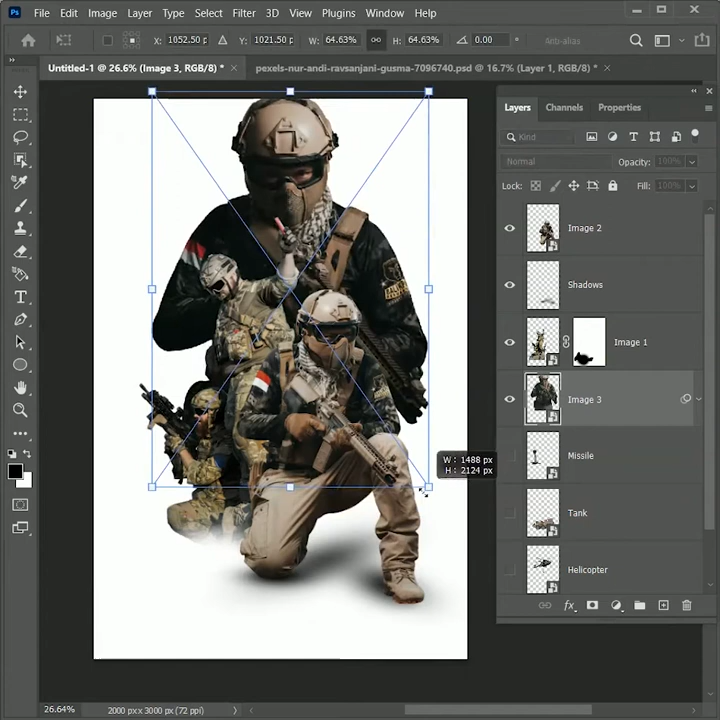 Ps File Edit Image Layer Type Select Filter 3D View Plugins Window Help
X: 1052.50 p Y: 1021.50 p W: 64.63% H: 64.63% 0.00 ° Anti-alias
Untitled-1 @ 26.6% (Image 3, RGB/8) * × pexels-nur-andi-ravsanjani-gusma-7096740.psd @ 16.7% (Layer 1, RGB/8) * ×
Layers Channels Properties
Kind
Normal Opacity: 100%
Lock: Fill: 100%
Image 2
Shadows
Image 1
Image 3
W: 1488 px
H: 2124 px
Missile
Tank
Helicopter
fx
26.64% 2000 px x 3000 px (72 ppi)